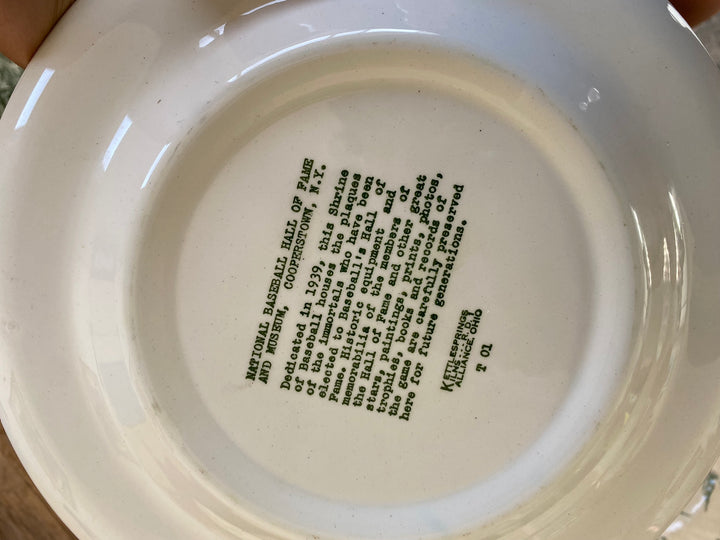 NATIONAL BASEBALL HALL OF FAME
AND MUSEUM, COOPERSTOWN, N.Y.
Dedicated in 1939, this Shrine
of Baseball houses the plaques
of the immortals who have been
elected to Baseball's Hall of
Fame. Historic equipment and
memorabilia of the members of
the Hall of Fame and other great
stars, paintings, prints, photos,
trophies, books and records of
the game are carefully preserved
here for future generations.
KETTLESPRINGS
KILNS
ALLIANCE, OHIO
T 01